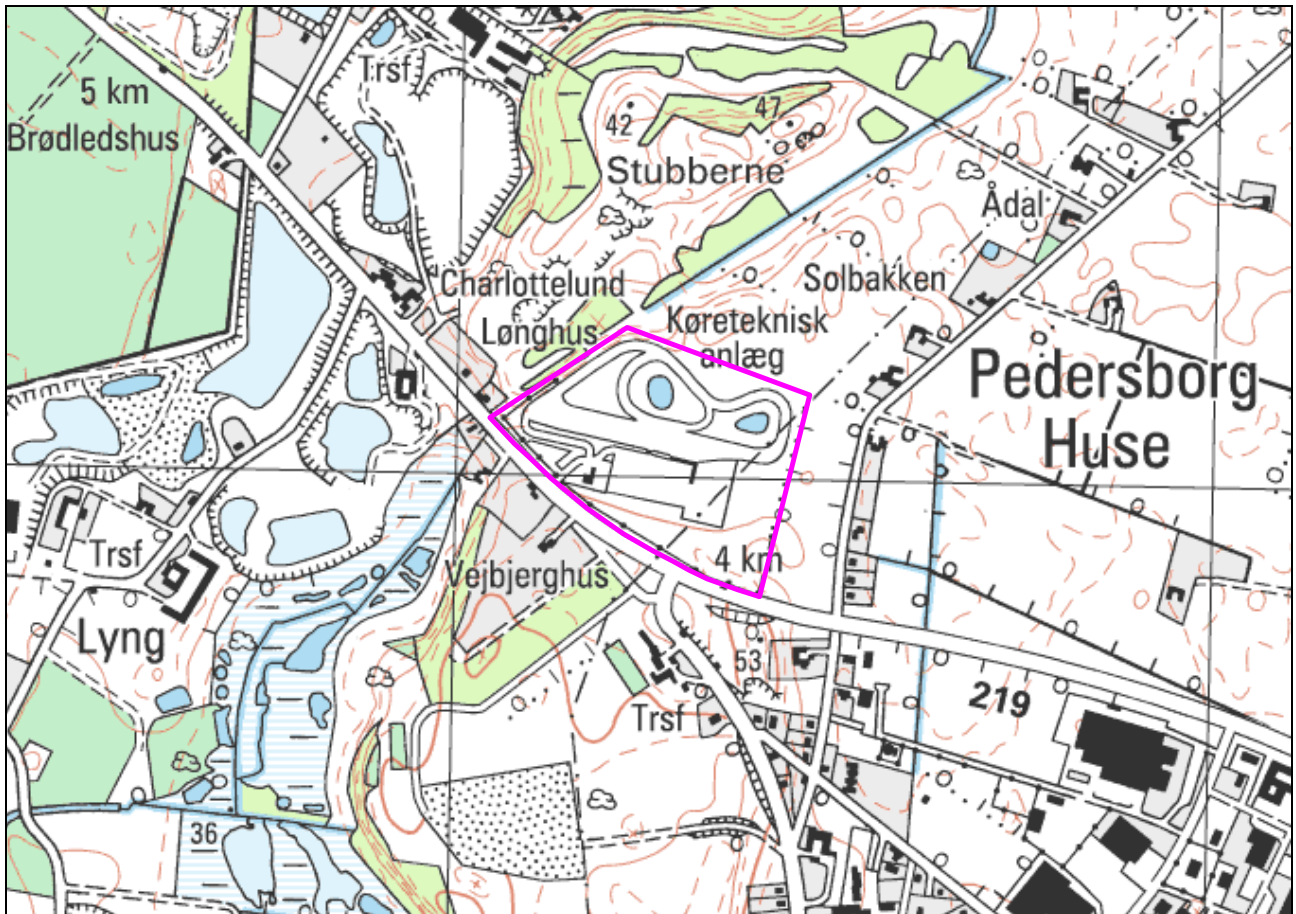 5 km
Brødledshus
Trsf
42
47
Stubberne
Ådal
Charlottelund
Lønghus
Solbakken
Køreteknisk
anlæg
Pedersborg
Huse
Trsf
Lyng
Vejbjerghus
4 km
53
Trsf
219
36